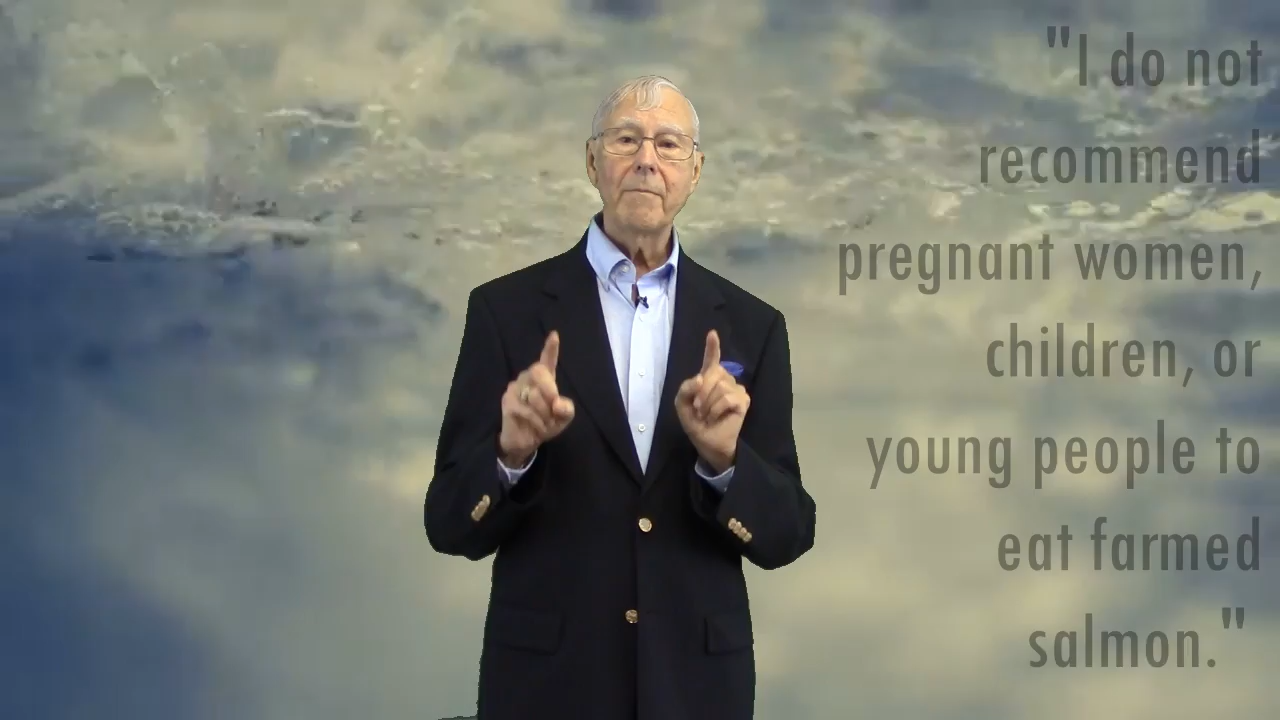 "I do not
recommend
pregnant women,
children, or
young people to
eat farmed
salmon."